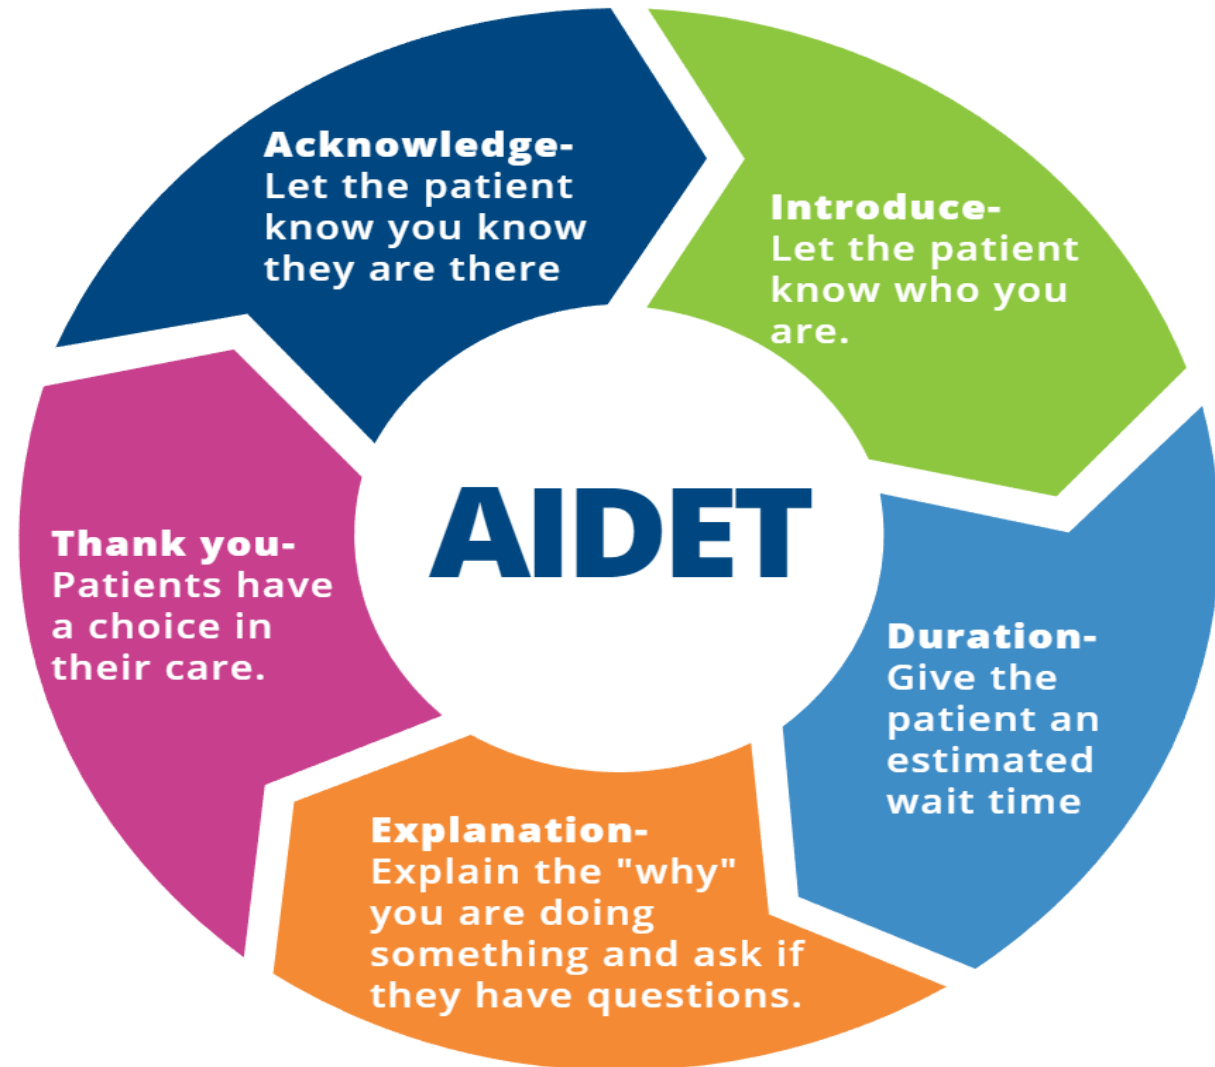 Acknowledge-
Let the patient
know you know
they are there
Introduce-
Let the patient
know who you
are.
Duration-
Give the
patient an
estimated
wait time
Explanation-
Explain the "why"
you are doing
something and ask if
they have questions.
Thank you-
Patients have
a choice in
their care.
AIDET